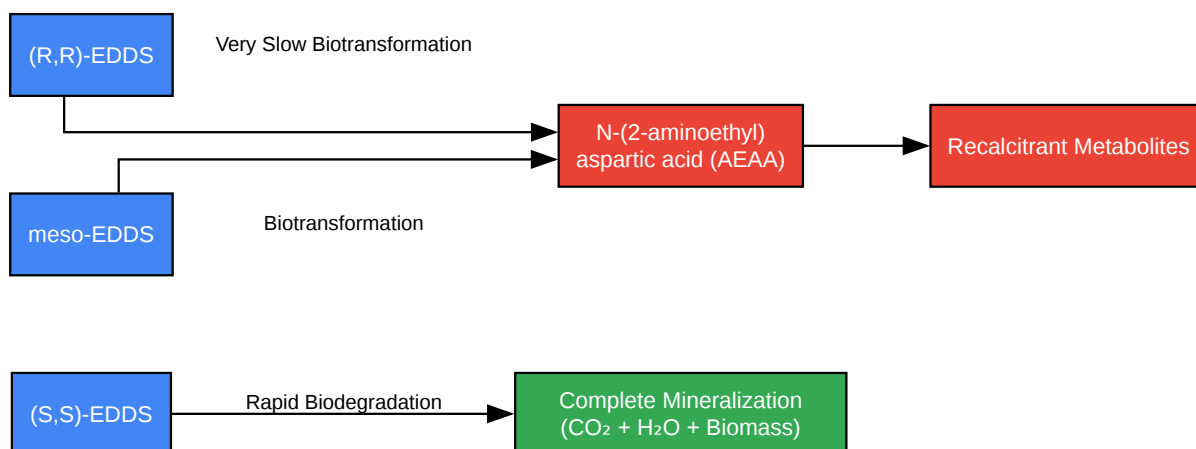 (R,R)-EDDS
Very Slow Biotransformation
N-(2-aminoethyl)
aspartic acid (AEAA)
Recalcitrant Metabolites
meso-EDDS
Biotransformation
(S,S)-EDDS
Rapid Biodegradation
Complete Mineralization
(CO₂ + H₂O + Biomass)